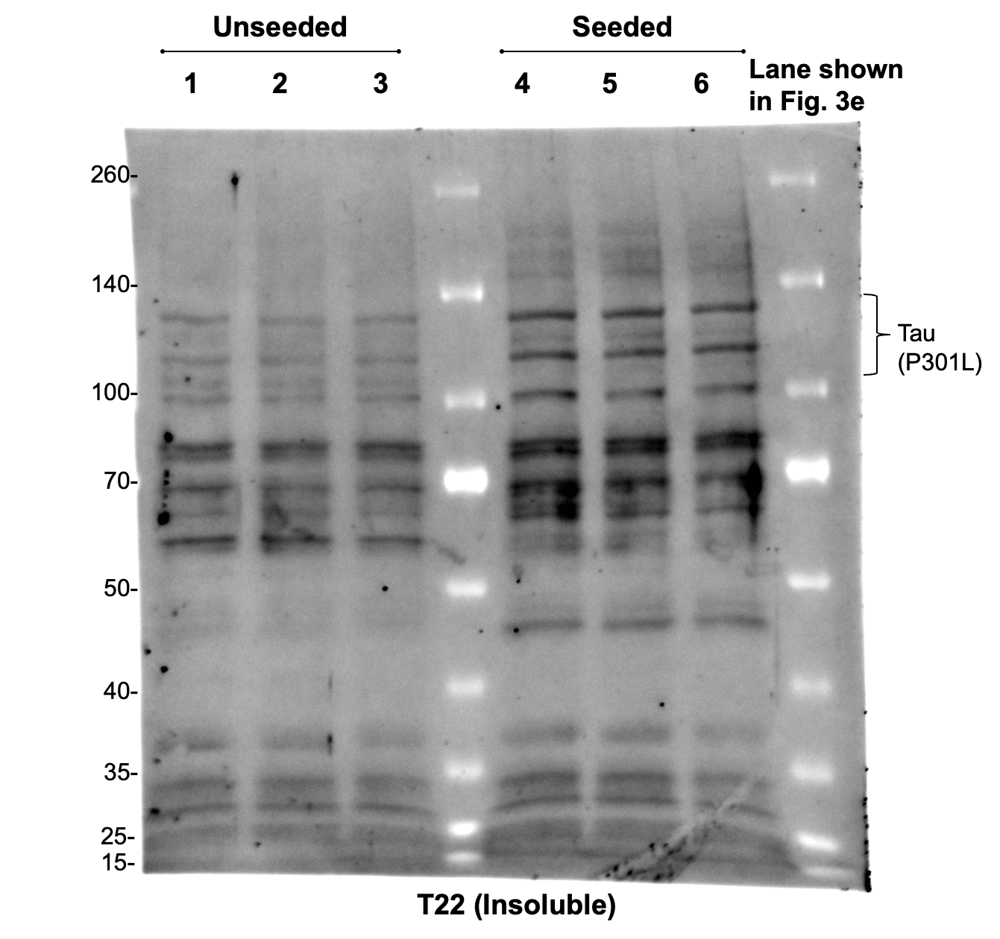 Unseeded Seeded
1 2 3 4 5 6 Lane shown
in Fig. 3e
260-
140-
Tau
(P301L)
100-
70-
50-
40-
35-
25-
15-
T22 (Insoluble)